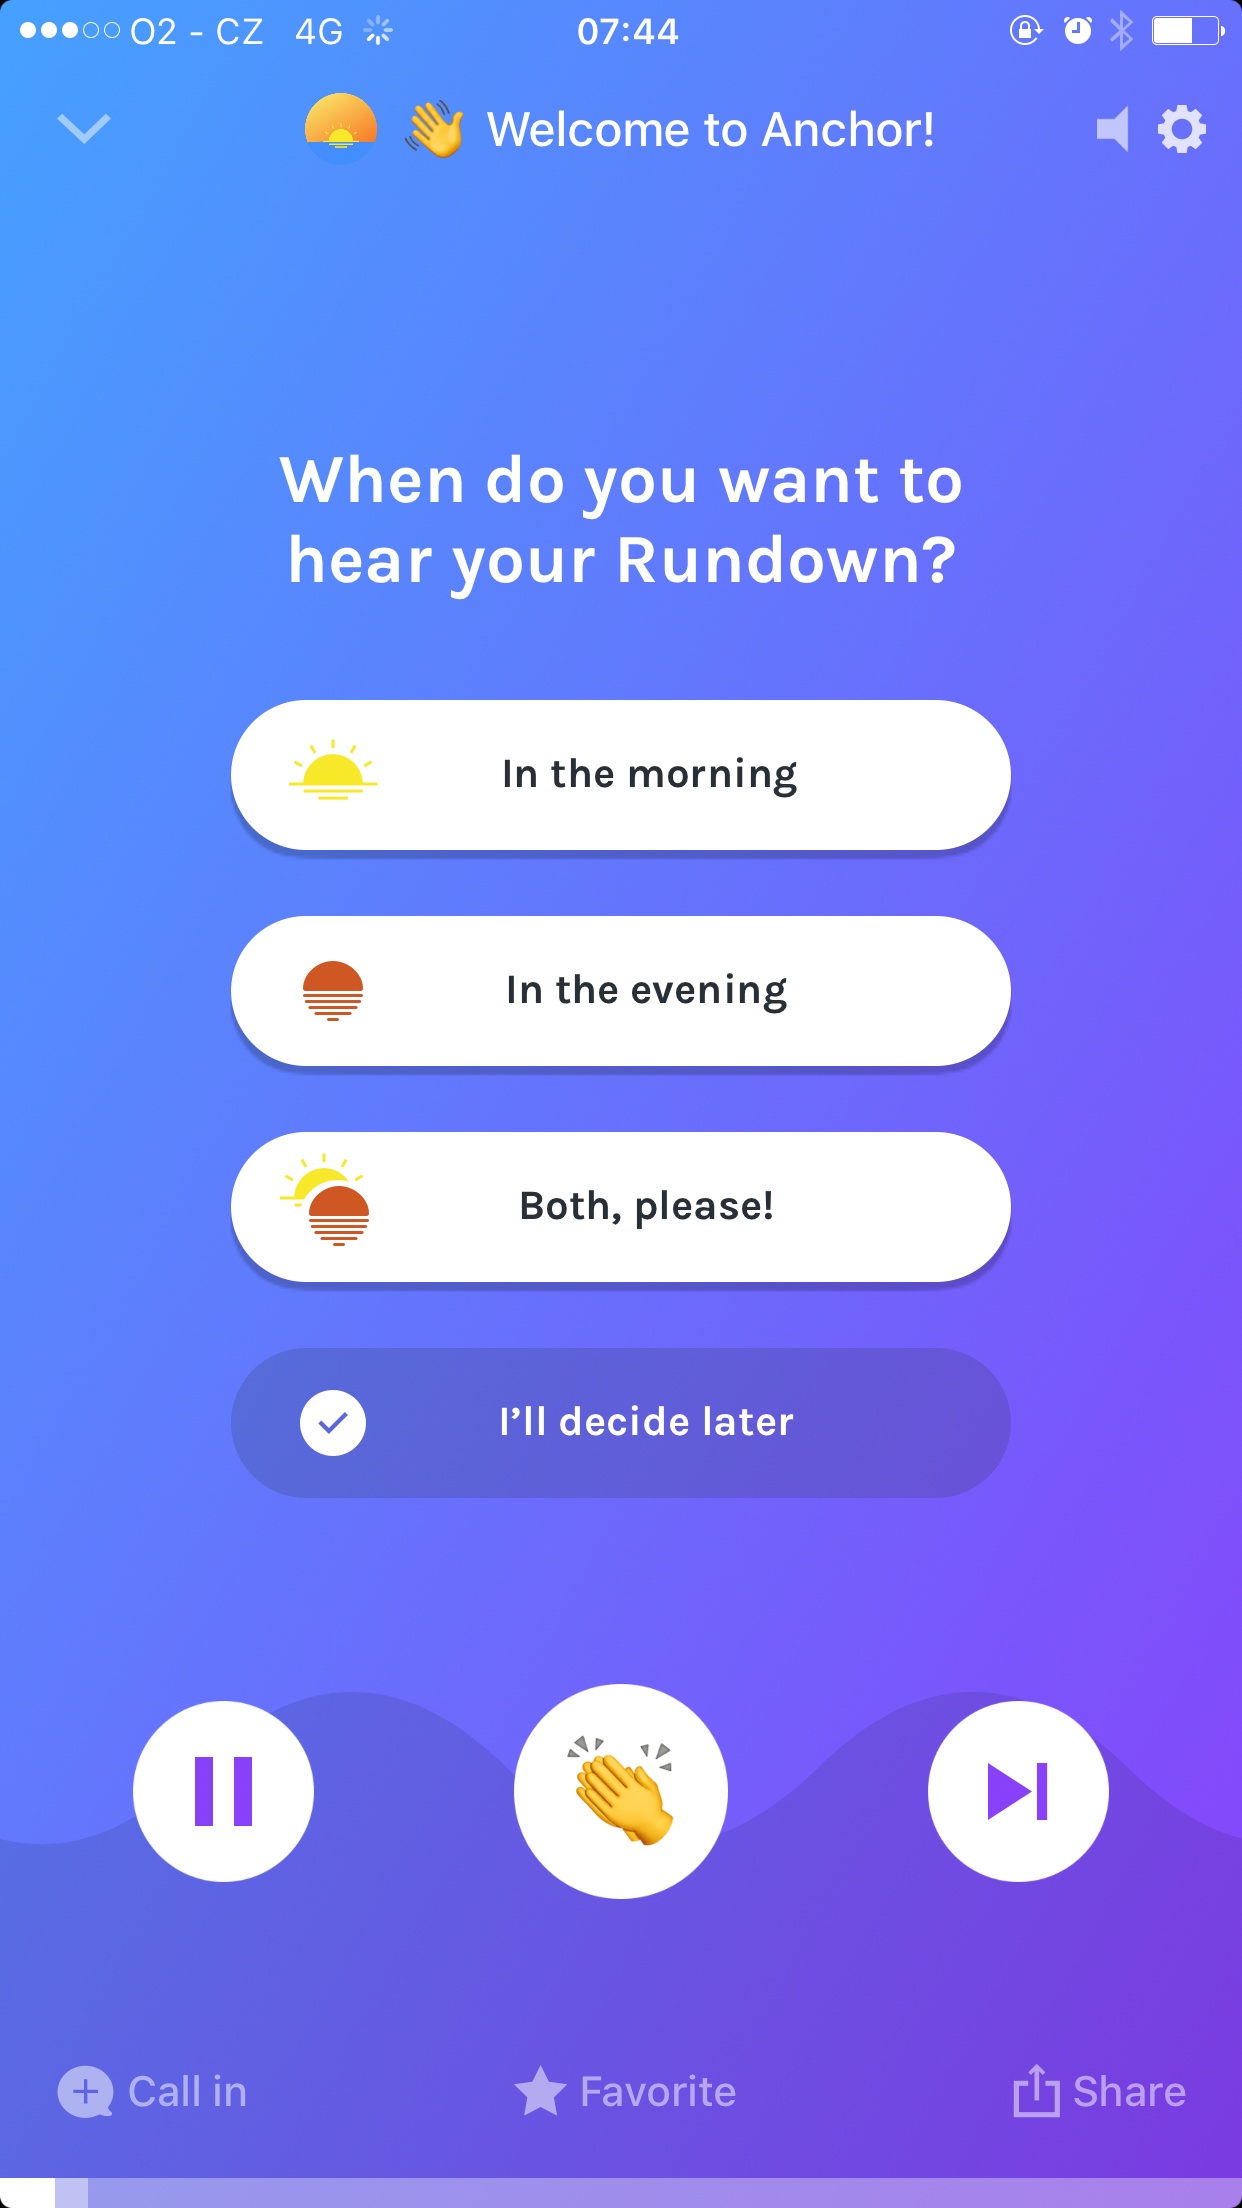 O2 - CZ 4G 07:44
👋 Welcome to Anchor!
When do you want to
hear your Rundown?
In the morning
In the evening
Both, please!
I’ll decide later
Call in Favorite Share